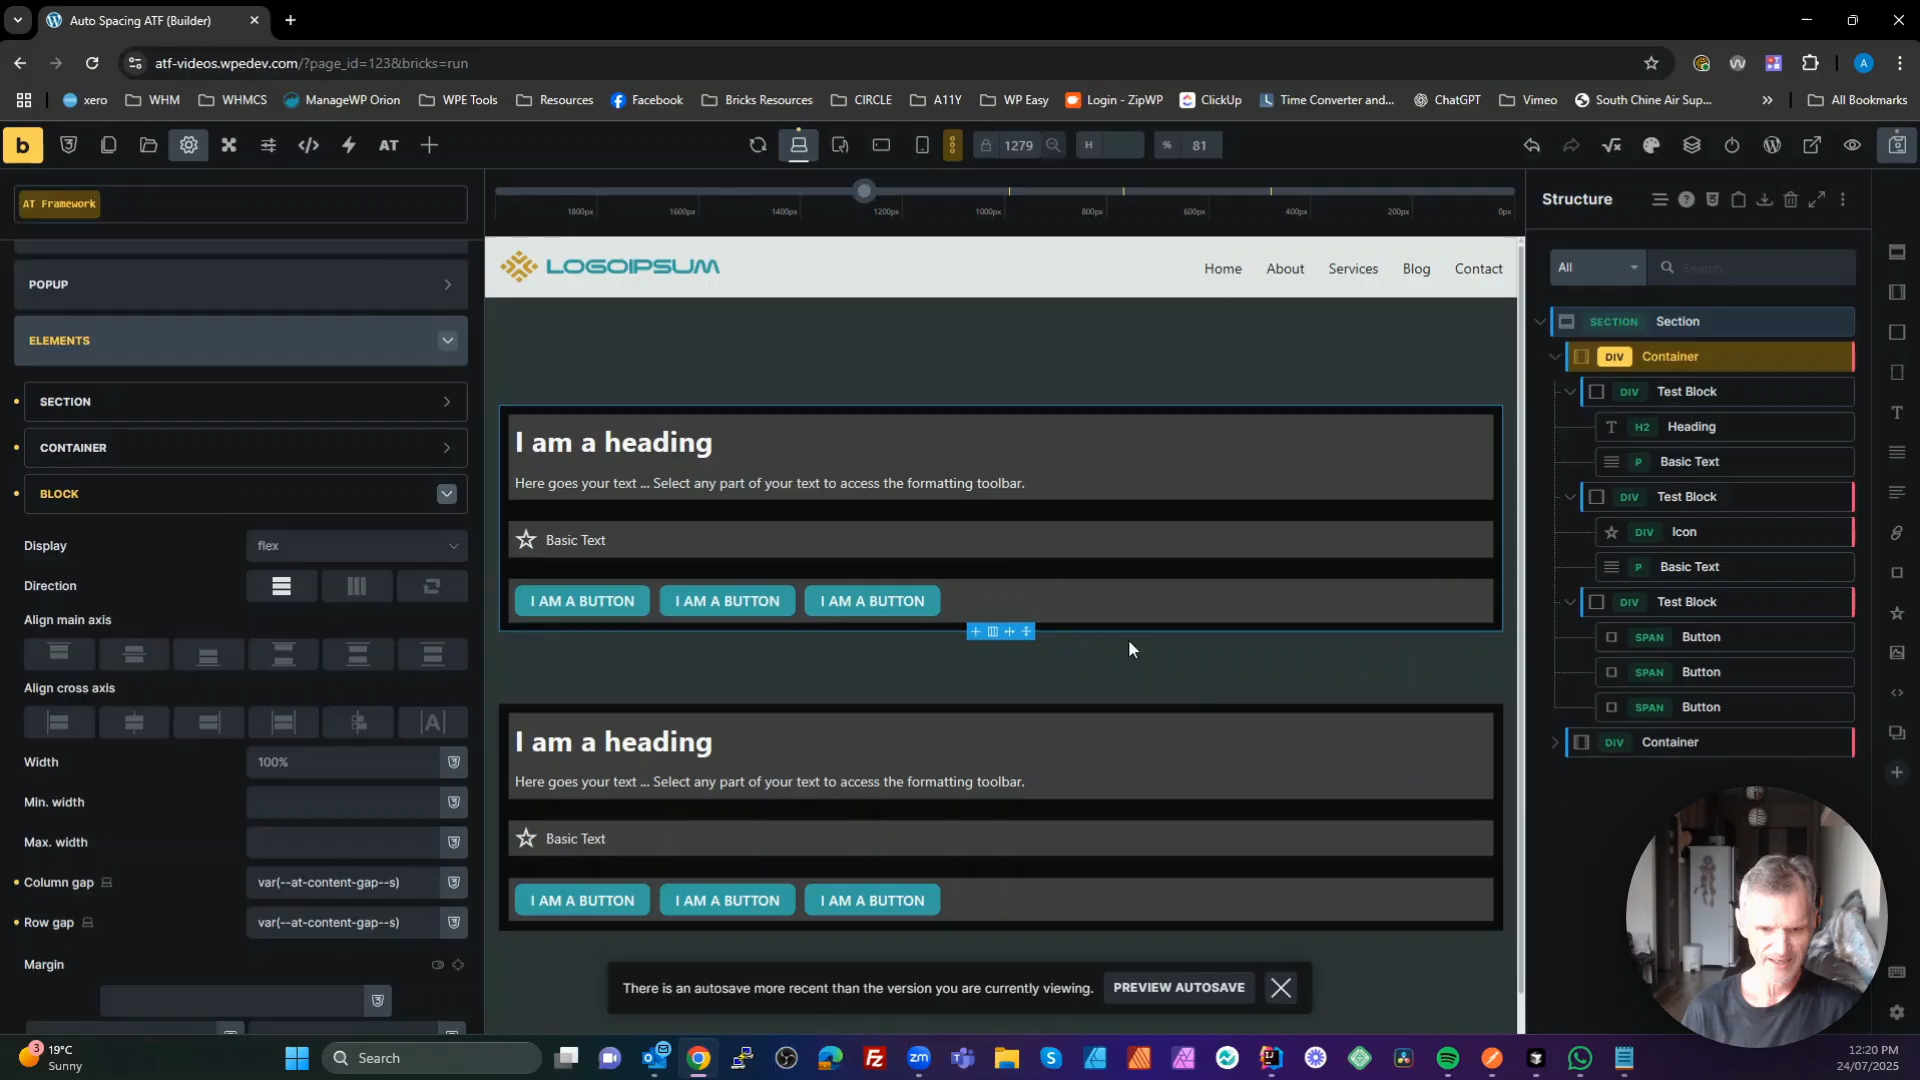 Auto Spacing ATF (Builder)
atf-videos.wpedev.com/?page_id=123&bricks=run
A
xero
WHM
WHMCS
ManageWP Orion
WPE Tools
Resources
Facebook
Bricks Resources
CIRCLE
A11Y
WP Easy
Login - ZipWP
ClickUp
Time Converter and...
ChatGPT
Vimeo
South China Air Sup...
All Bookmarks
b
AT
1279
H
%
81
AT Framework
1800px
1600px
1400px
1200px
1000px
800px
600px
400px
200px
0px
Structure
POPUP
ELEMENTS
SECTION
CONTAINER
BLOCK
Display
flex
Direction
Align main axis
Align cross axis
Width
100%
Min. width
Max. width
Column gap
var(--at-content-gap--s)
Row gap
var(--at-content-gap--s)
Margin
LOGOIPSUM
Home
About
Services
Blog
Contact
I am a heading
Here goes your text ... Select any part of your text to access the formatting toolbar.
Basic Text
I AM A BUTTON
I AM A BUTTON
I AM A BUTTON
I am a heading
Here goes your text ... Select any part of your text to access the formatting toolbar.
Basic Text
I AM A BUTTON
I AM A BUTTON
I AM A BUTTON
There is an autosave more recent than the version you are currently viewing.
PREVIEW AUTOSAVE
All
Search...
SECTION Section
DIV Container
DIV Test Block
H2 Heading
P Basic Text
DIV Test Block
DIV Icon
P Basic Text
DIV Test Block
SPAN Button
SPAN Button
SPAN Button
DIV Container
3
19°C
Sunny
Search
12:20 PM
24/07/2025